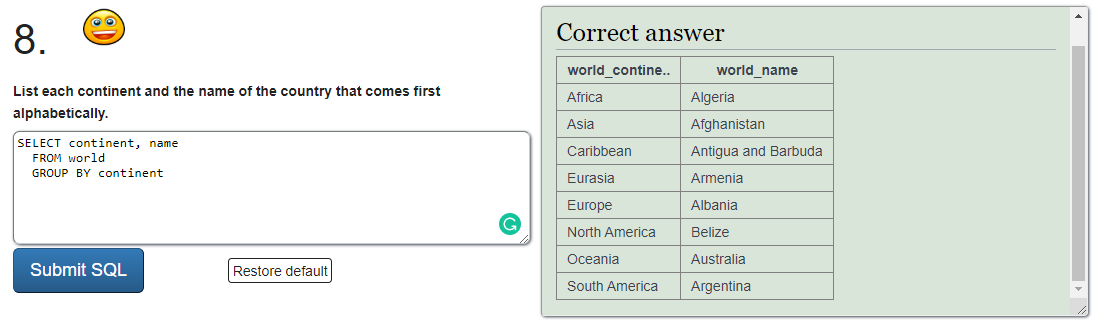 8.
List each continent and the name of the country that comes first
alphabetically.
SELECT continent, name
FROM world
GROUP BY continent
Submit SQL
Restore default
Correct answer
world_contine.. world_name
Africa Algeria
Asia Afghanistan
Caribbean Antigua and Barbuda
Eurasia Armenia
Europe Albania
North America Belize
Oceania Australia
South America Argentina